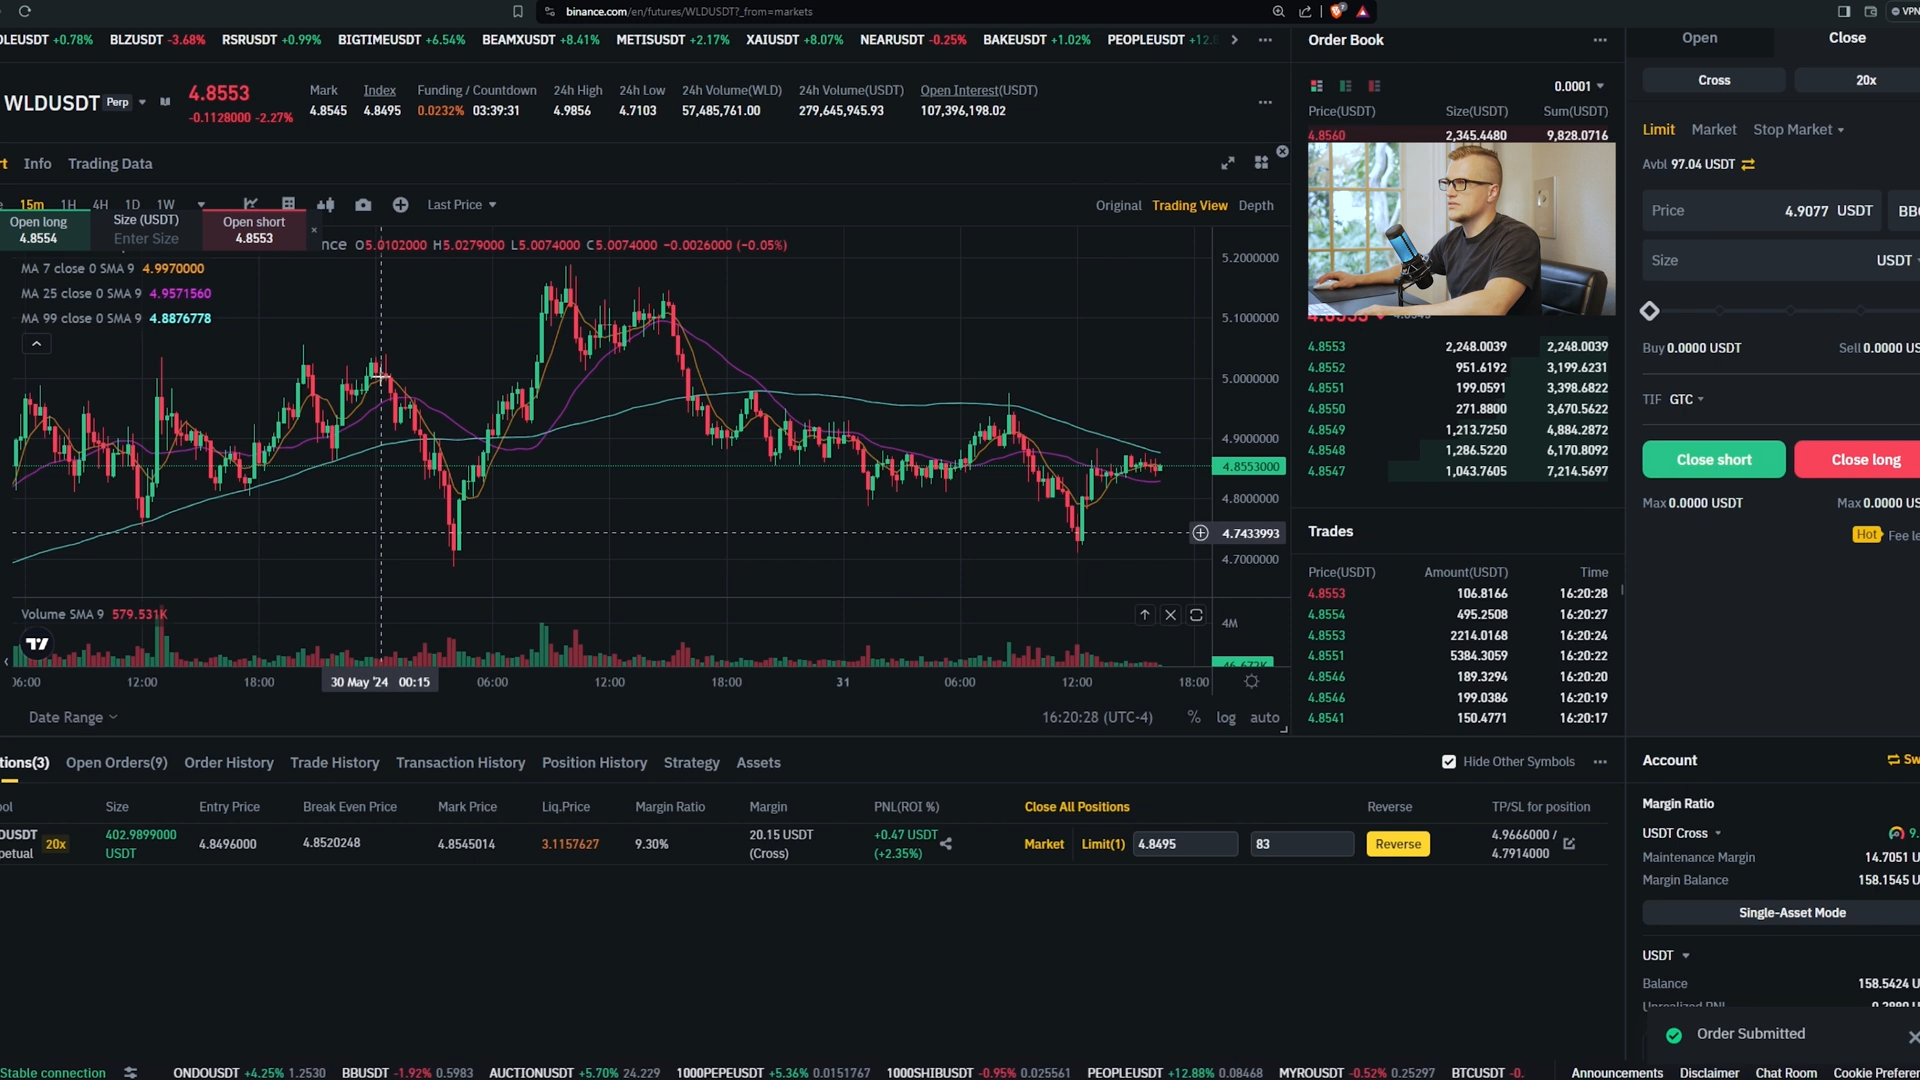 binance.com/en/futures/WLDUSDT?_from=markets
VPN
OLEUSDT +0.78% BLZUSDT -3.68% RSRUSDT +0.99% BIGTIMEUSDT +6.54% BEAMXUSDT +8.41% METISUSDT +2.17% XAIUSDT +8.07% NEARUSDT -0.25% BAKEUSDT +1.02% PEOPLEUSDT
WLDUSDT Perp
4.8553
-0.1128000 -2.27%
Mark Index Funding / Countdown 24h High 24h Low 24h Volume(WLD) 24h Volume(USDT) Open Interest(USDT)
4.8545 4.8495 0.0232% 03:39:31 4.9856 4.7103 57,485,761.00 279,645,945.93 107,396,198.02
Info Trading Data
15m 1H 4H 1D 1W Last Price Original Trading View Depth
Open long
4.8554
Size (USDT)
Enter Size
Open short
4.8553
O5.0102000 H5.0279000 L5.0074000 C5.0074000 -0.0026000 (-0.05%)
MA 7 close 0 SMA 9 4.9970000
MA 25 close 0 SMA 9 4.9571560
MA 99 close 0 SMA 9 4.8876778
5.2000000
5.1000000
5.0000000
4.9000000
4.8553000
4.8000000
4.7433993
4.7000000
Volume SMA 9 579.531K
4M
06:00 12:00 18:00 30 May '24 00:15 06:00 12:00 18:00 31 06:00 12:00 18:00
Date Range 16:20:28 (UTC-4) % log auto
Order Book
0.0001
Price(USDT) Size(USDT) Sum(USDT)
4.8560 2,345.4480 9,828.0716
4.8553 2,248.0039 2,248.0039
4.8552 951.6192 3,199.6231
4.8551 199.0591 3,398.6822
4.8550 271.8800 3,670.5622
4.8549 1,213.7250 4,884.2872
4.8548 1,286.5220 6,170.8092
4.8547 1,043.7605 7,214.5697
Trades
Price(USDT) Amount(USDT) Time
4.8553 106.8166 16:20:28
4.8554 495.2508 16:20:27
4.8553 2214.0168 16:20:24
4.8551 5384.3059 16:20:22
4.8546 189.3294 16:20:20
4.8546 199.0386 16:20:19
4.8541 150.4771 16:20:17
Open Close
Cross 20x
Limit Market Stop Market
Avbl 97.04 USDT
Price 4.9077 USDT BBO
Size USDT
Buy 0.0000 USDT Sell 0.0000
TIF GTC
Close short Close long
Max 0.0000 USDT Max 0.0000
Hot Fee
tions(3) Open Orders(9) Order History Trade History Transaction History Position History Strategy Assets Hide Other Symbols
Size Entry Price Break Even Price Mark Price Liq.Price Margin Ratio Margin PNL(ROI %) Close All Positions Reverse TP/SL for position
DUSDT
petual
20x
402.9899000
USDT
4.8496000 4.8520248 4.8545014 3.1157627 9.30%
20.15 USDT
(Cross)
+0.47 USDT
(+2.35%)
Market Limit(1) 4.8495 83 Reverse
4.9666000 /
4.7914000
Account
Margin Ratio
USDT Cross 9.
Maintenance Margin 14.7051
Margin Balance 158.1545
Single-Asset Mode
USDT
Balance 158.5424
Order Submitted
Stable connection ONDOUSDT +4.25% 1.2530 BBUSDT -1.92% 0.5983 AUCTIONUSDT +5.70% 24.229 1000PEPEUSDT +5.36% 0.0151767 1000SHIBUSDT -0.95% 0.025561 PEOPLEUSDT +12.88% 0.08468 MYROUSDT -0.52% 0.25297 BTCUSDT -0. Announcements Disclaimer Chat Room Cookie